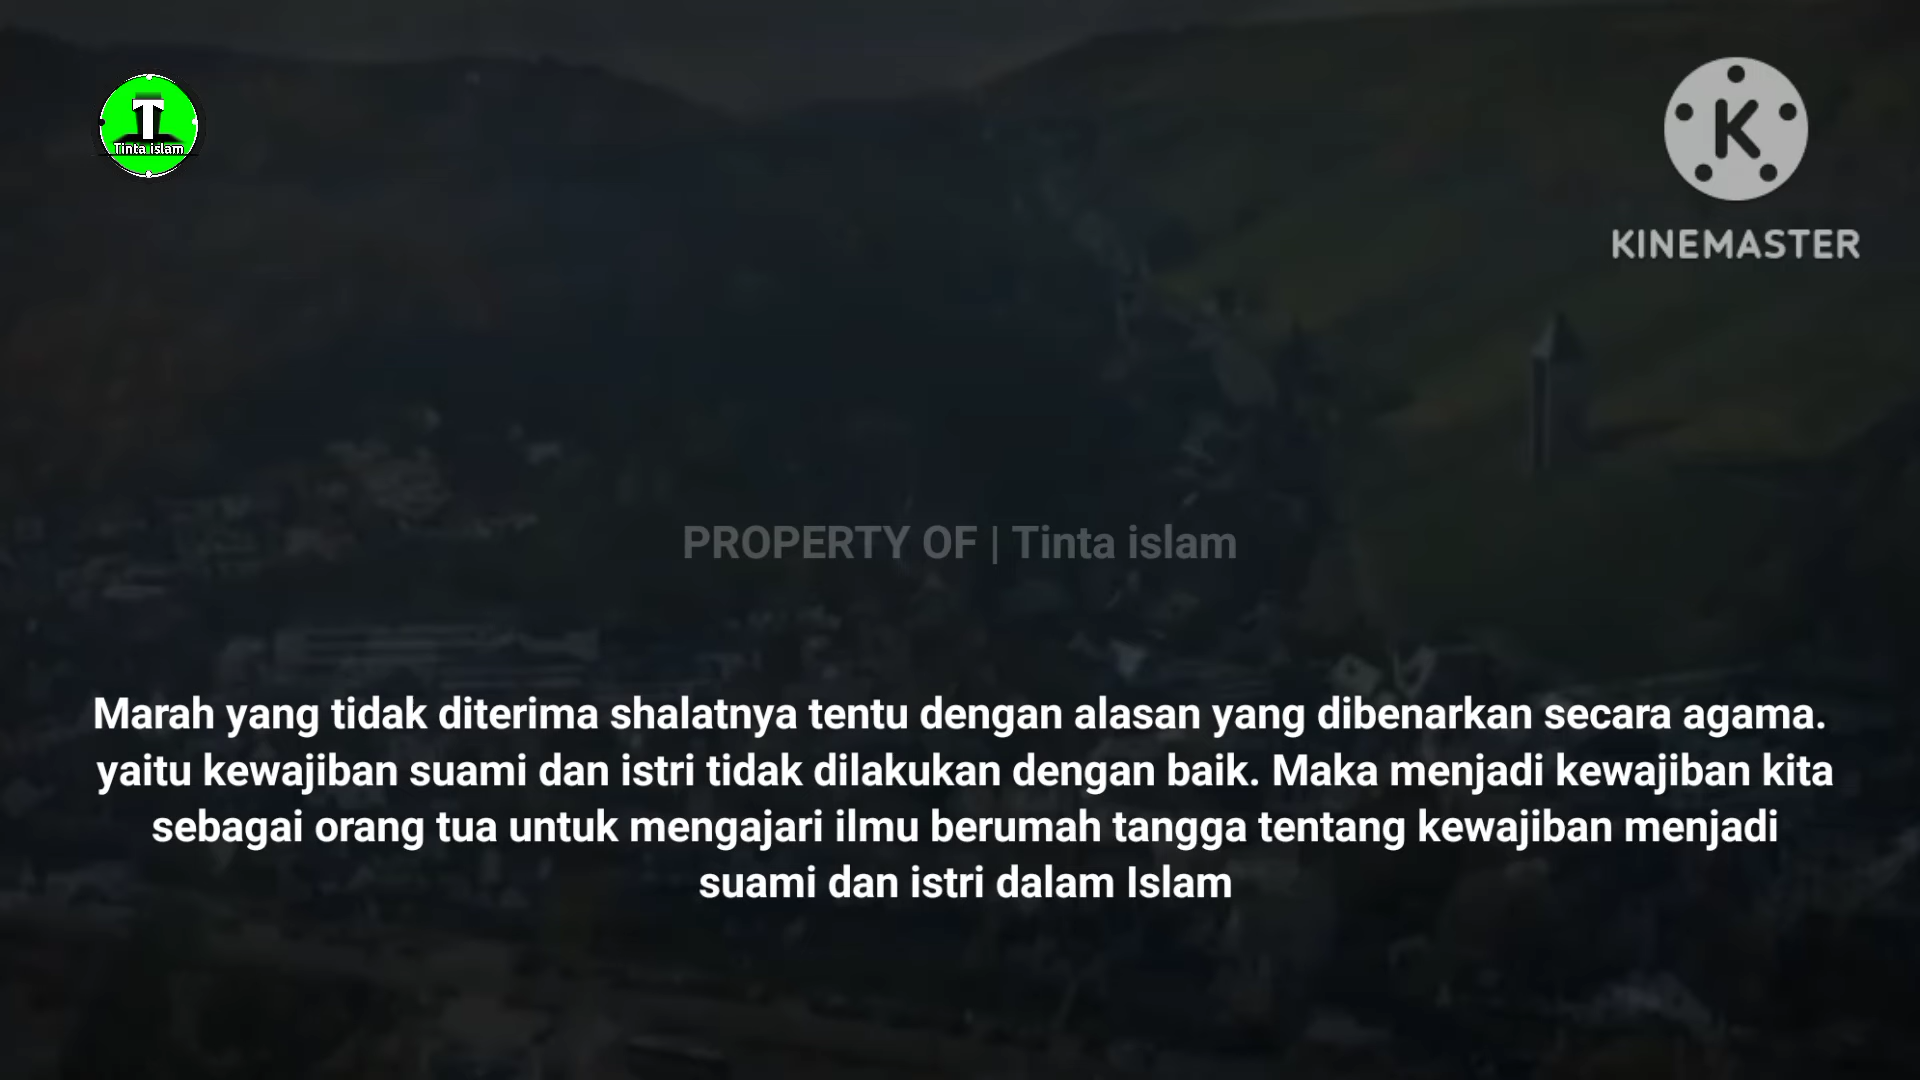 T
Tinta islam
K
KINEMASTER
PROPERTY OF | Tinta islam
Marah yang tidak diterima shalatnya tentu dengan alasan yang dibenarkan secara agama.
yaitu kewajiban suami dan istri tidak dilakukan dengan baik. Maka menjadi kewajiban kita
sebagai orang tua untuk mengajari ilmu berumah tangga tentang kewajiban menjadi
suami dan istri dalam Islam